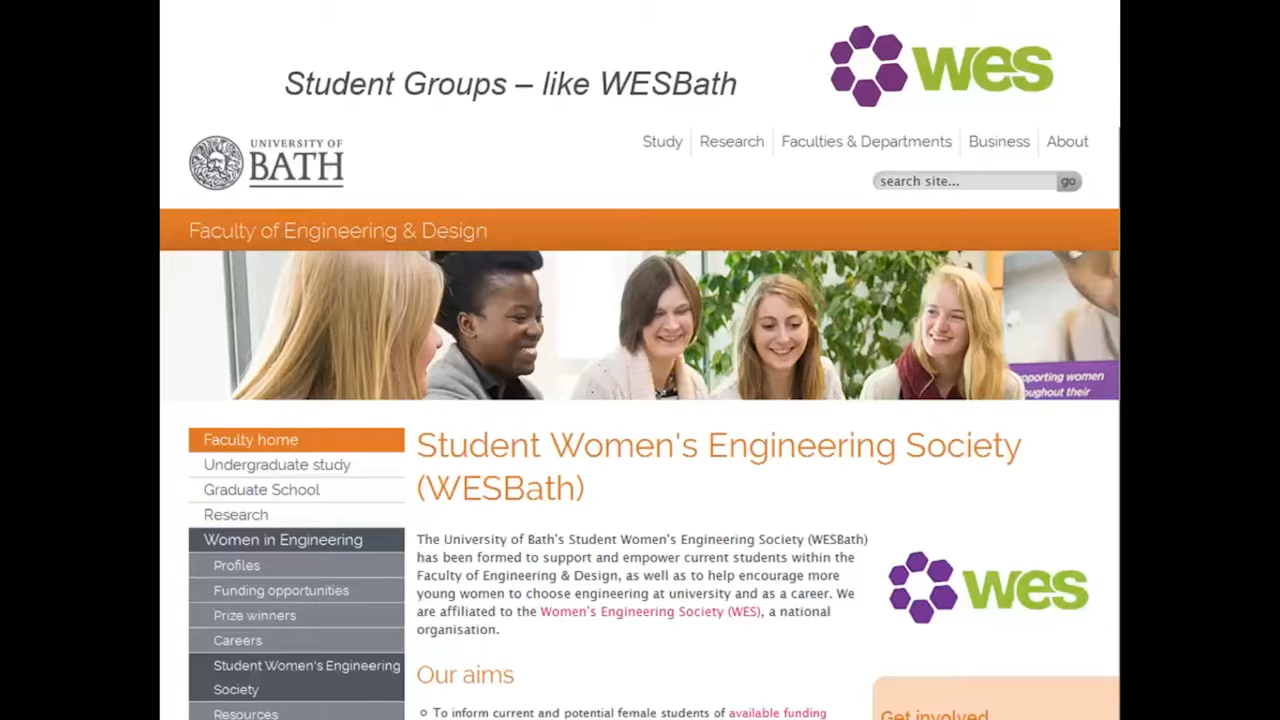 Student Groups – like WESBath
wes
UNIVERSITY OF
BATH
Study
Research
Faculties & Departments
Business
About
search site...
go
Faculty of Engineering & Design
pporting women
oughout their
Faculty home
Undergraduate study
Graduate School
Research
Women in Engineering
Profiles
Funding opportunities
Prize winners
Careers
Student Women's Engineering
Society
Resources
Student Women's Engineering Society
(WESBath)
The University of Bath's Student Women's Engineering Society (WESBath)
has been formed to support and empower current students within the
Faculty of Engineering & Design, as well as to help encourage more
young women to choose engineering at university and as a career. We
are affiliated to the Women's Engineering Society (WES), a national
organisation.
Our aims
To inform current and potential female students of available funding
wes
Get involved